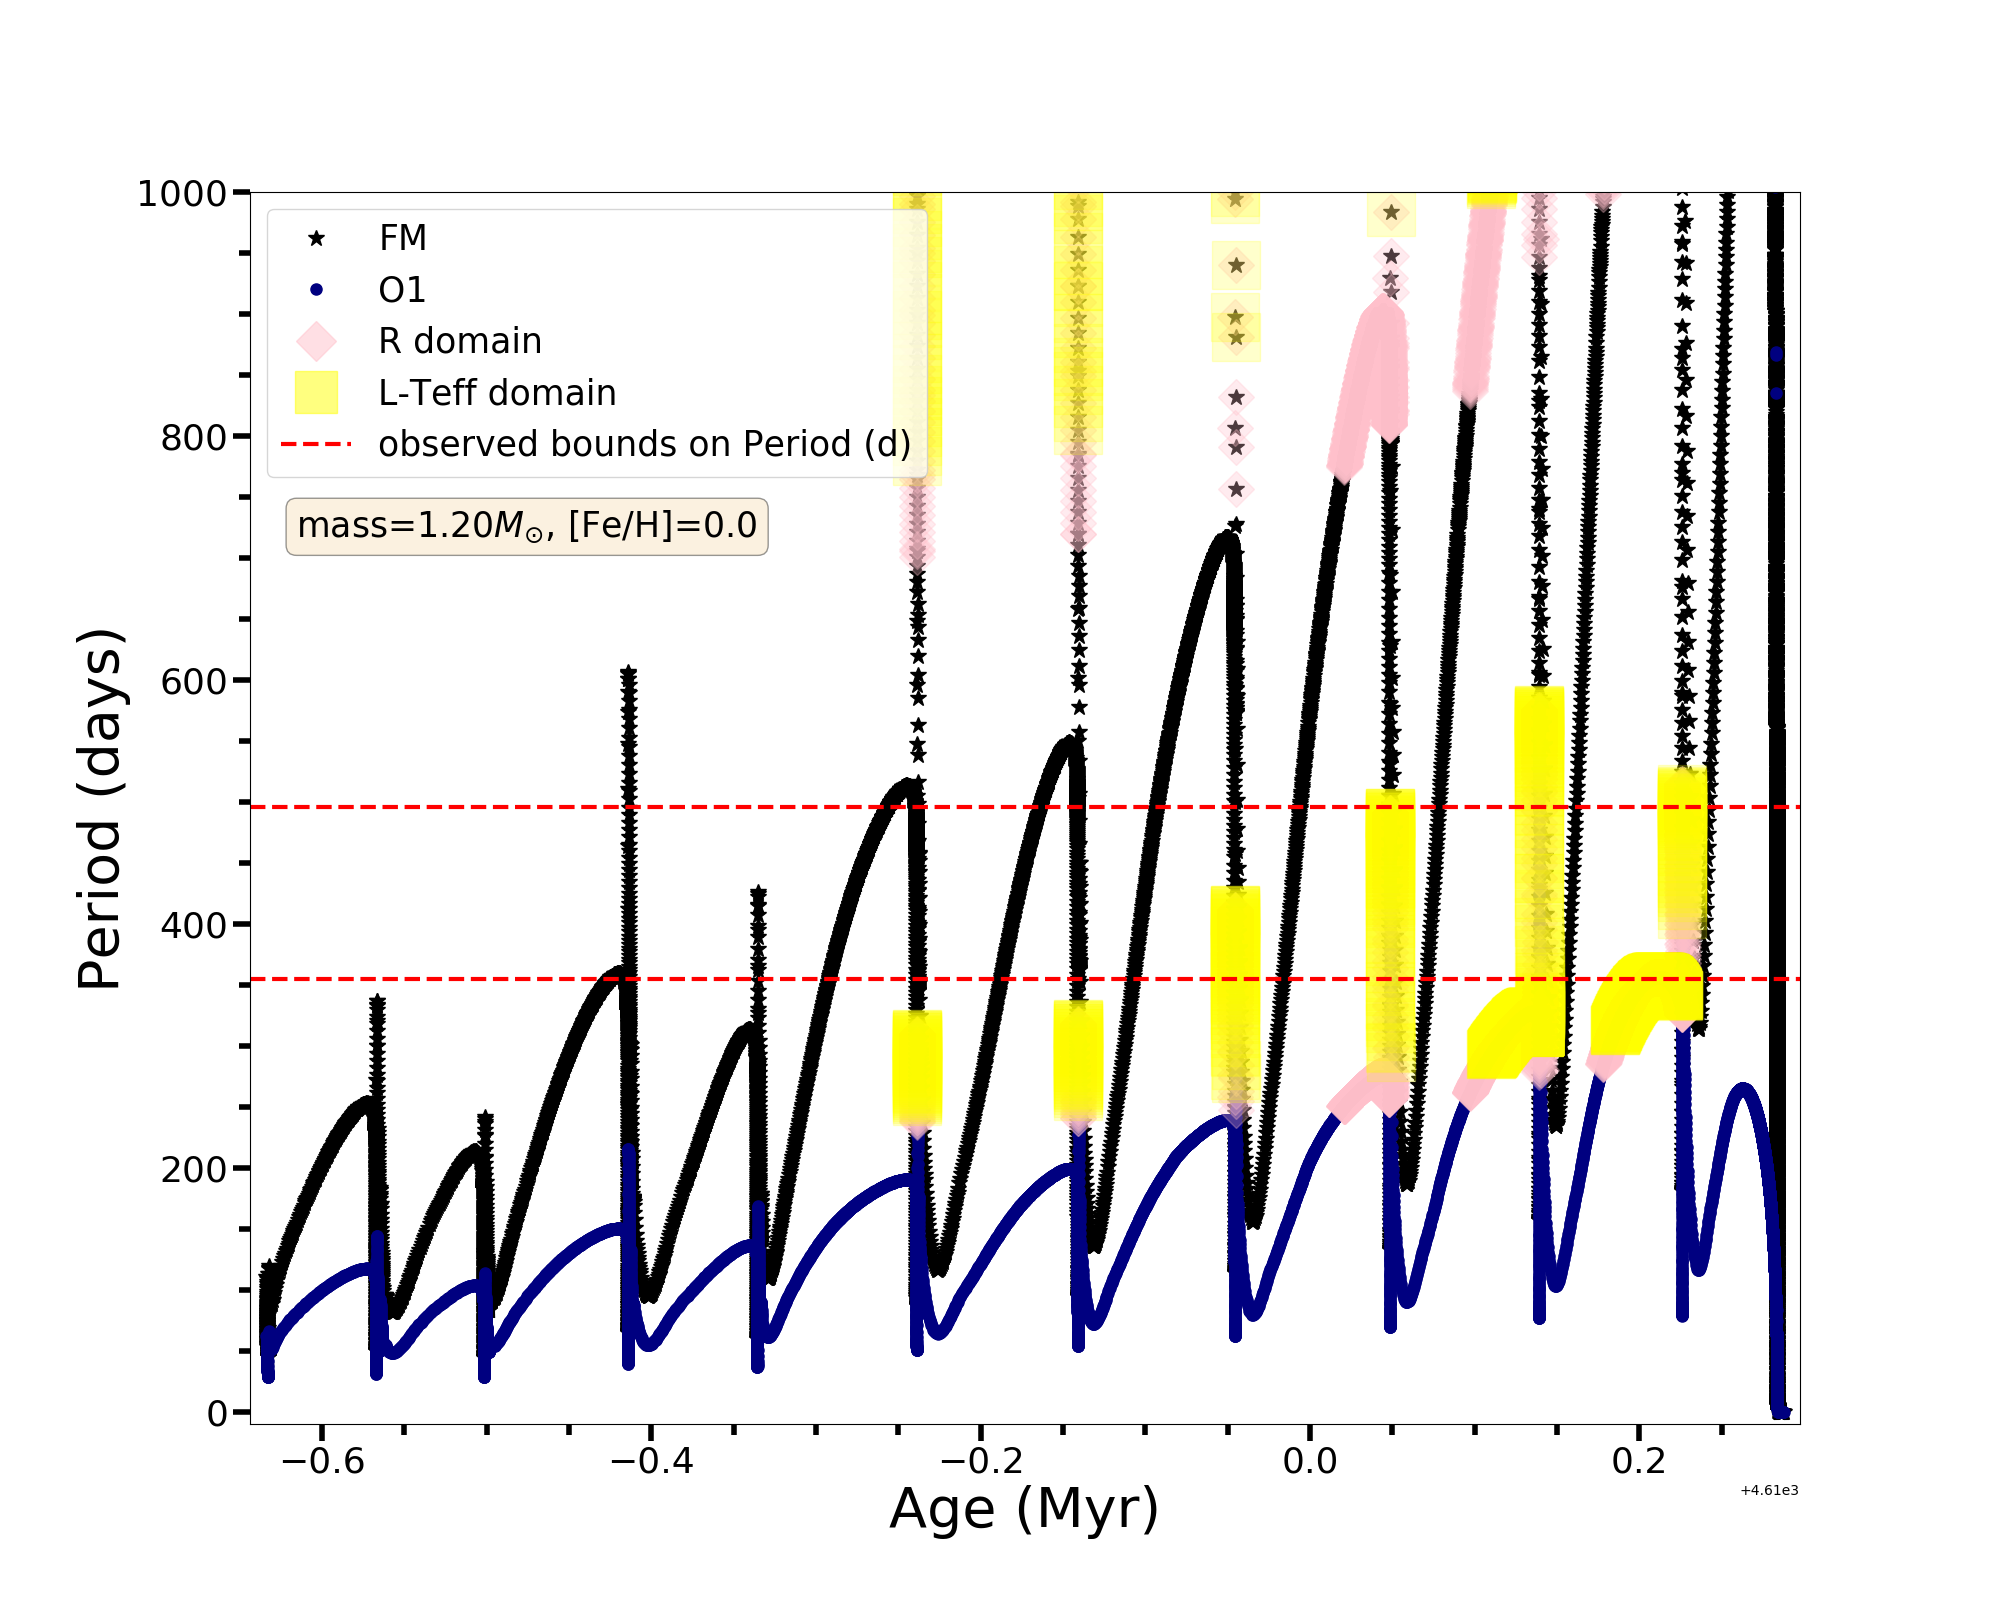 1000
800
600
400
200
0
Period (days)
FM
O1
R domain
L-Teff domain
observed bounds on Period (d)
mass=1.20M☉, [Fe/H]=0.0
−0.6
−0.4
−0.2
0.0
0.2
+4.61e3
Age (Myr)